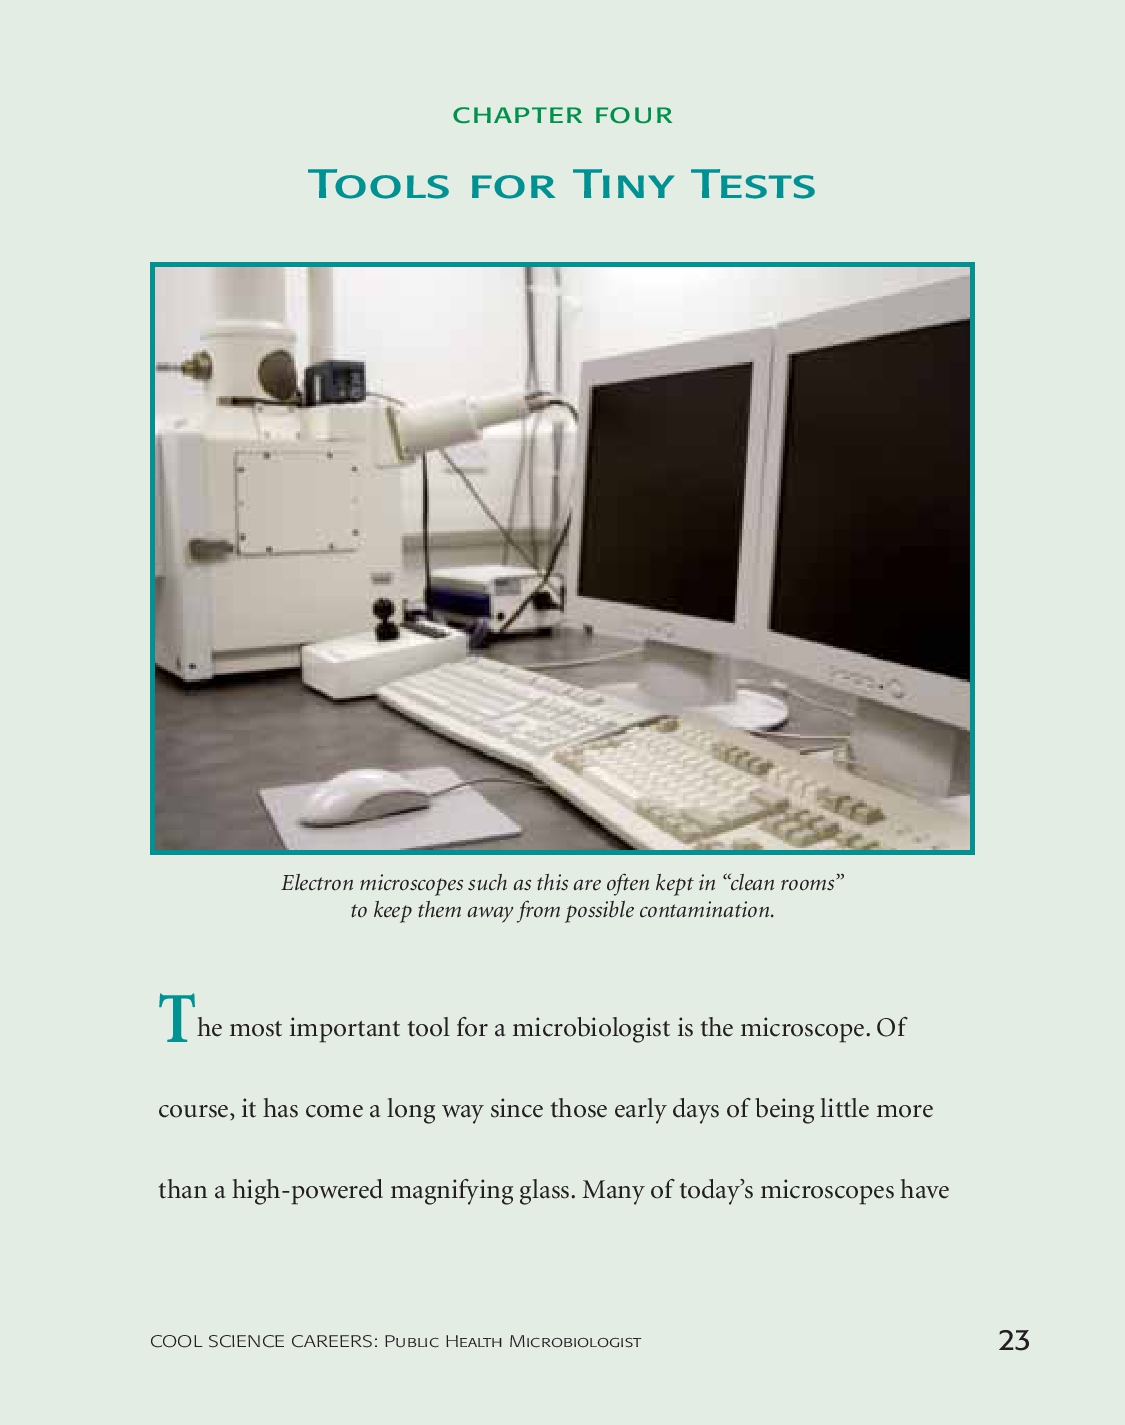 CHAPTER FOUR
TOOLS FOR TINY TESTS
Electron microscopes such as this are often kept in “clean rooms”
to keep them away from possible contamination.
The most important tool for a microbiologist is the microscope. Of
course, it has come a long way since those early days of being little more
than a high-powered magnifying glass. Many of today’s microscopes have
COOL SCIENCE CAREERS: PUBLIC HEALTH MICROBIOLOGIST
23